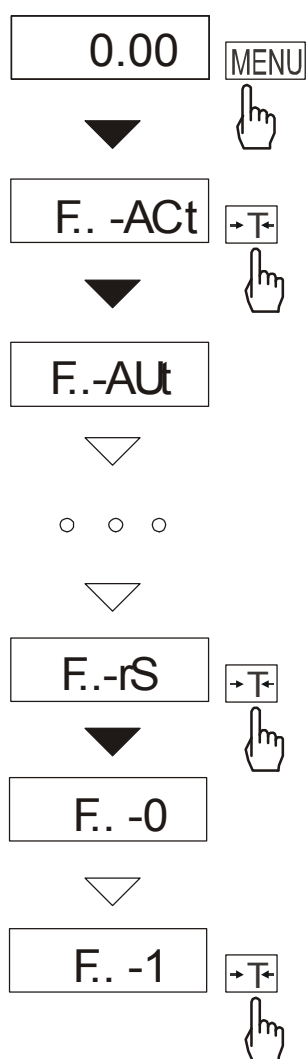 0.00 MENU
F.. -ACt →T←
F..-AUt
F..-rS →T←
F.. -0
F.. -1 →T←